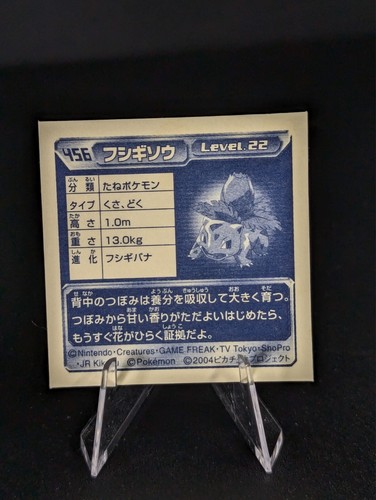 456 フシギソウ Level.22
分類 たねポケモン
タイプ くさ、どく
高さ 1.0m
重さ 13.0kg
進化 フシギバナ
背中のつぼみは養分を吸収して大きく育つ。
つぼみから甘い香りがただよいはじめたら、
もうすぐ花がひらく証拠だよ。
©Nintendo・Creatures・GAME FREAK・TV Tokyo・ShoPro
・JR Kikaku ©Pokémon ©2004ピカチュウプロジェクト